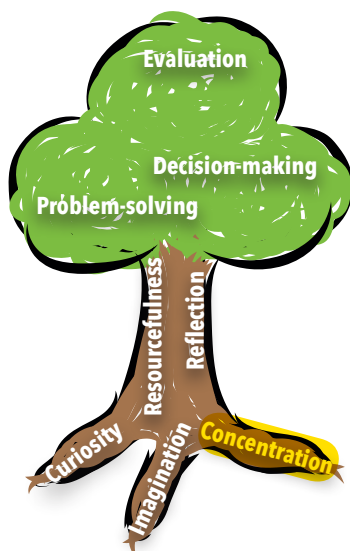 Evaluation
Decision-making
Problem-solving
Resourcefulness
Reflection
Curiosity
Imagination
Concentration